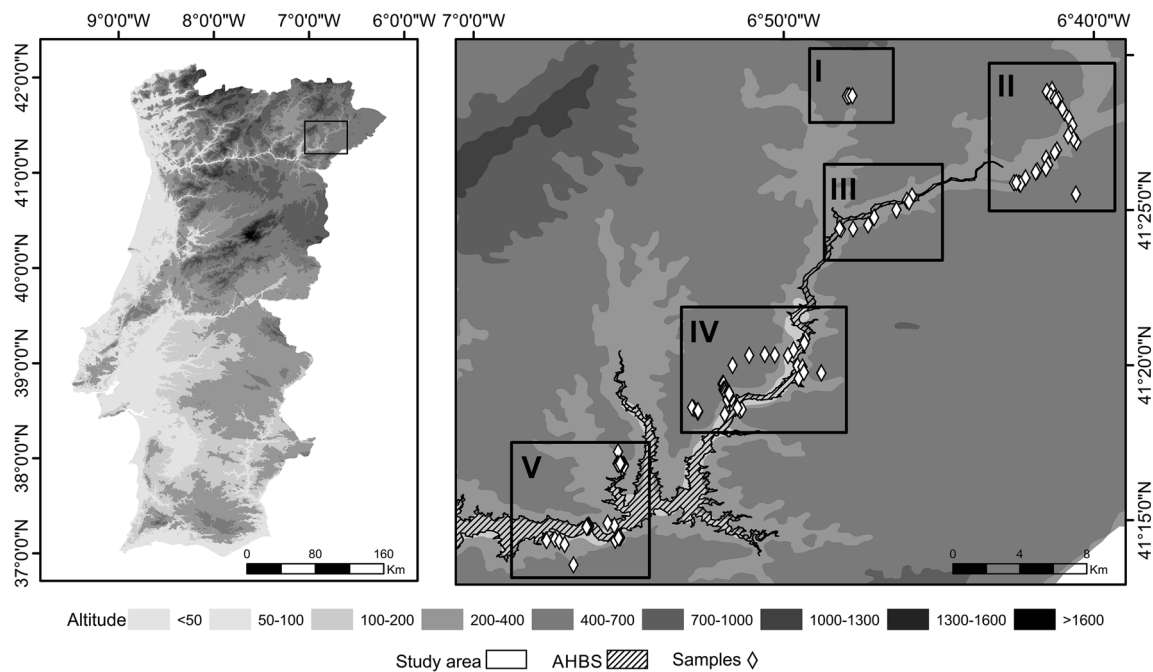 9°0'0"W 8°0'0"W 7°0'0"W 6°0'0"W 7°0'0"W 6°50'0"W 6°40'0"W
42°0'0"N
41°0'0"N
40°0'0"N
39°0'0"N
38°0'0"N
37°0'0"N
0 80 160
Km
I
II
III
IV
V
41°25'0"N
41°20'0"N
41°15'0"N
0 4 8
Km
Altitude <50 50-100 100-200 200-400 400-700 700-1000 1000-1300 1300-1600 >1600
Study area AHBS Samples